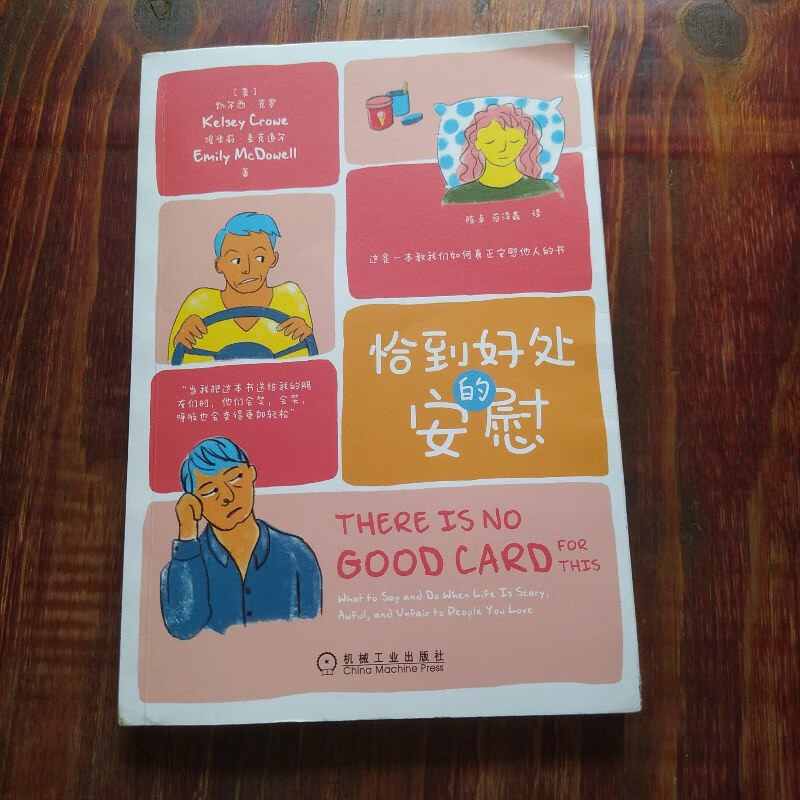 [美]
凯尔西·克罗
Kelsey Crowe
埃米莉·麦克道尔
Emily McDowell
著
陈卓 范泽鑫 译
这是一本教我们如何真正安慰他人的书
恰到好处
的
安慰
“当我把这本书送给我的朋
友们时，他们会哭，会笑，
呼吸也会变得更加轻松”
THERE IS NO
GOOD CARD FOR
THIS
What to Say and Do When Life Is Scary,
Awful, and Unfair to People You Love
机械工业出版社
China Machine Press